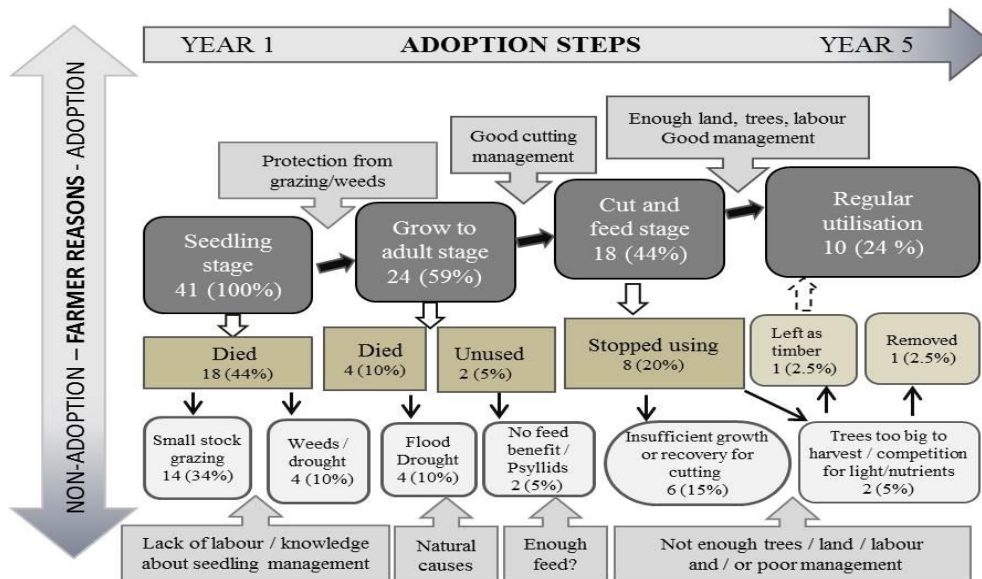 YEAR 1
ADOPTION STEPS
YEAR 5
NON-ADOPTION – FARMER REASONS - ADOPTION
Protection from
grazing/weeds
Good cutting
management
Enough land, trees, labour
Good management
Seedling
stage
41 (100%)
Grow to
adult stage
24 (59%)
Cut and
feed stage
18 (44%)
Regular
utilisation
10 (24 %)
Died
18 (44%)
Died
4 (10%)
Unused
2 (5%)
Stopped using
8 (20%)
Left as
timber
1 (2.5%)
Removed
1 (2.5%)
Small stock
grazing
14 (34%)
Weeds /
drought
4 (10%)
Flood
Drought
4 (10%)
No feed
benefit /
Psyllids
2 (5%)
Insufficient growth
or recovery for
cutting
6 (15%)
Trees too big to
harvest / competition
for light/nutrients
2 (5%)
Lack of labour / knowledge
about seedling management
Natural
causes
Enough
feed?
Not enough trees / land / labour
and / or poor management